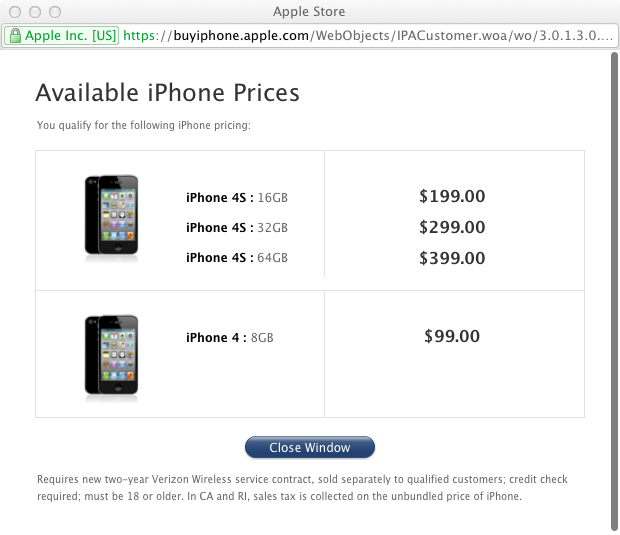 Apple Store
Apple Inc. [US] https://buyiphone.apple.com/WebObjects/IPACustomer.woa/wo/3.0.1.3.0....
Available iPhone Prices
You qualify for the following iPhone pricing:
iPhone 4S : 16GB $199.00
iPhone 4S : 32GB $299.00
iPhone 4S : 64GB $399.00
iPhone 4 : 8GB $99.00
Close Window
Requires new two-year Verizon Wireless service contract, sold separately to qualified customers; credit check
required; must be 18 or older. In CA and RI, sales tax is collected on the unbundled price of iPhone.